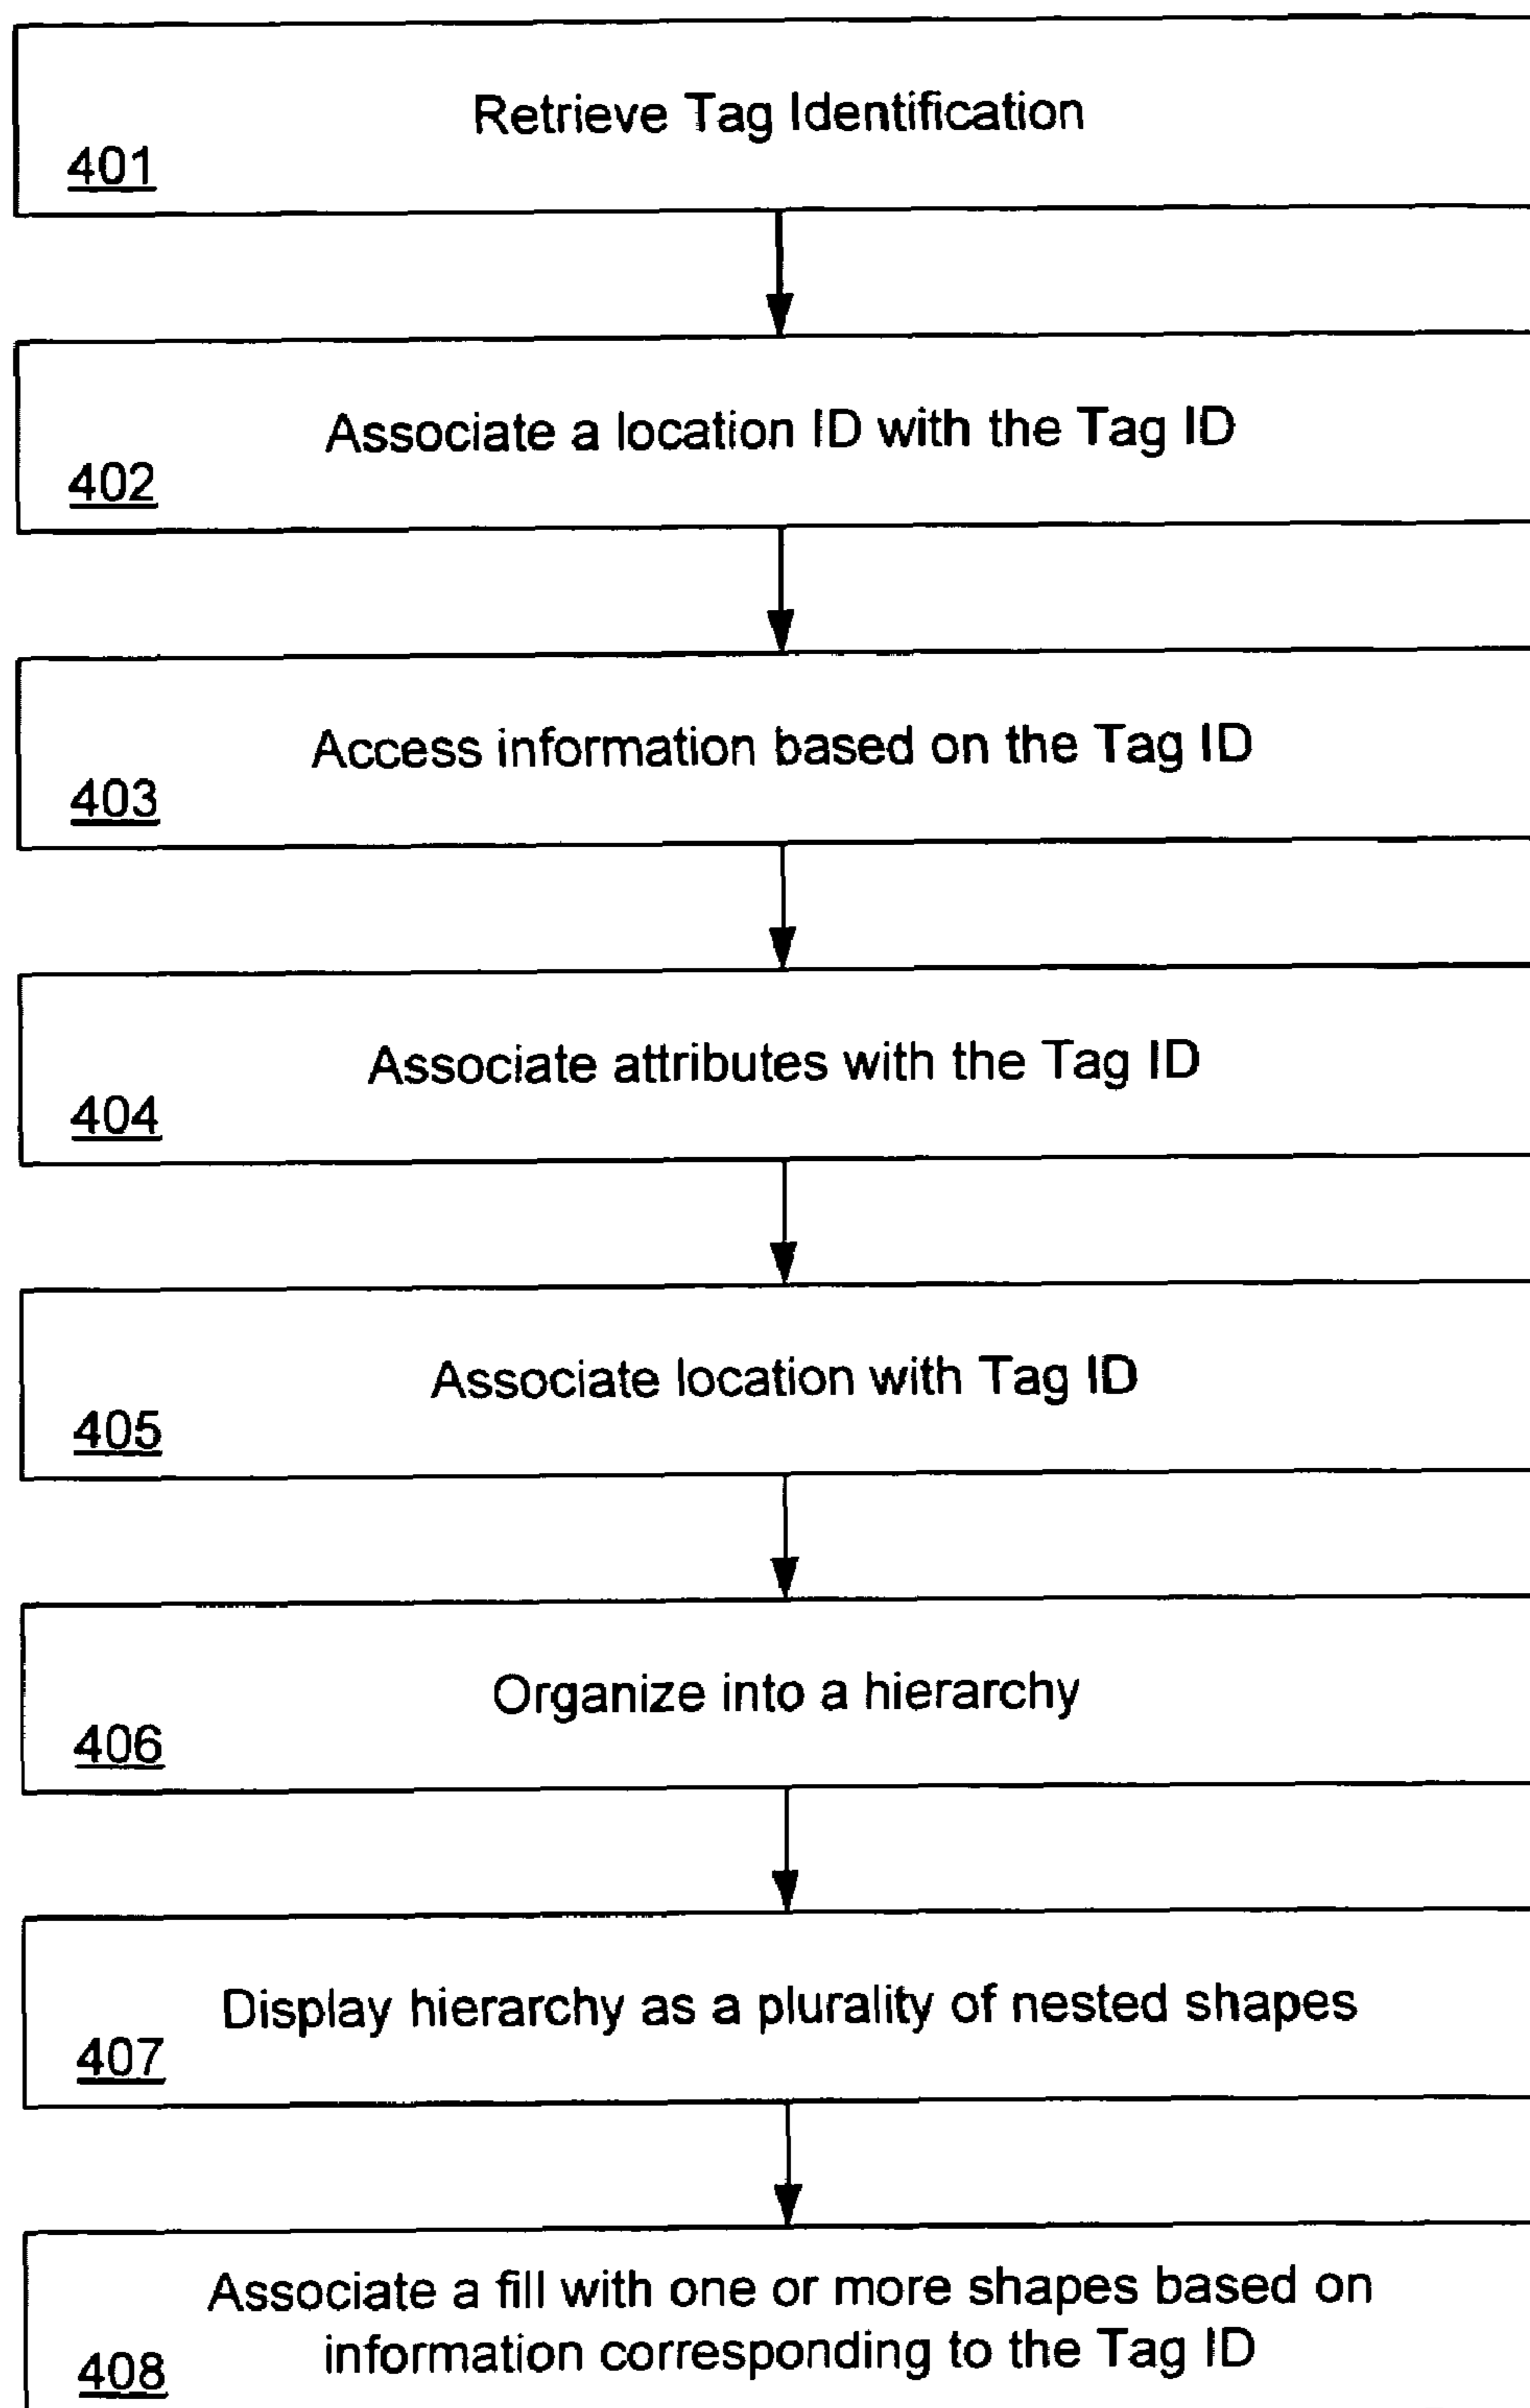 Retrieve Tag Identification
401
Associate a location ID with the Tag ID
402
Access information based on the Tag ID
403
Associate attributes with the Tag ID
404
Associate location with Tag ID
405
Organize into a hierarchy
406
Display hierarchy as a plurality of nested shapes
407
Associate a fill with one or more shapes based on
information corresponding to the Tag ID
408